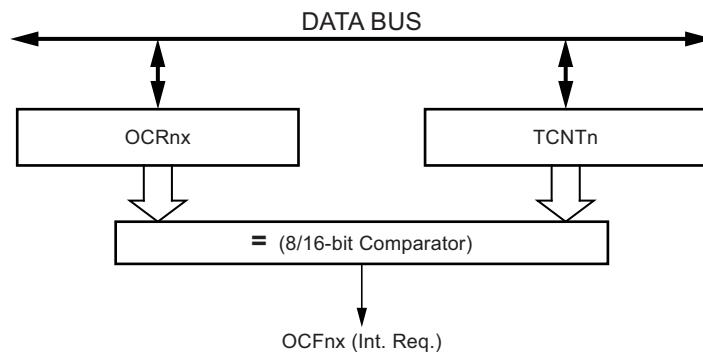 DATA BUS
OCRnx
TCNTn
= (8/16-bit Comparator)
OCFnx (Int. Req.)